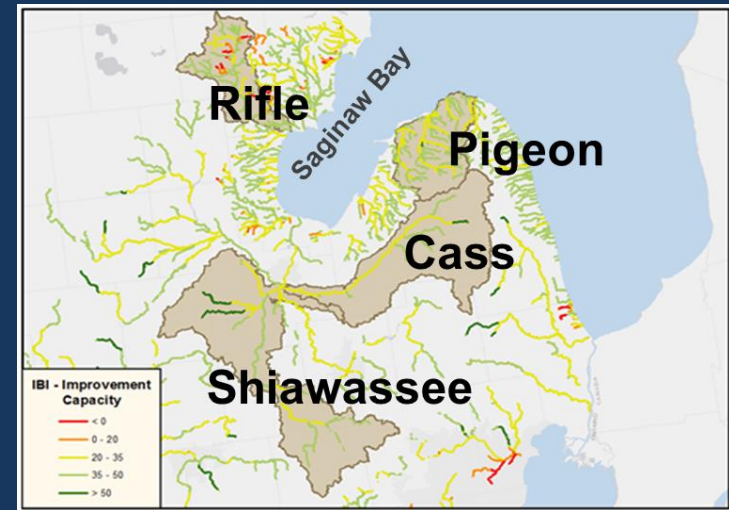 Rifle
Saginaw Bay
Pigeon
Cass
Shiawassee
IBI - Improvement
Capacity
< 0
0 - 20
20 - 35
35 - 50
> 50